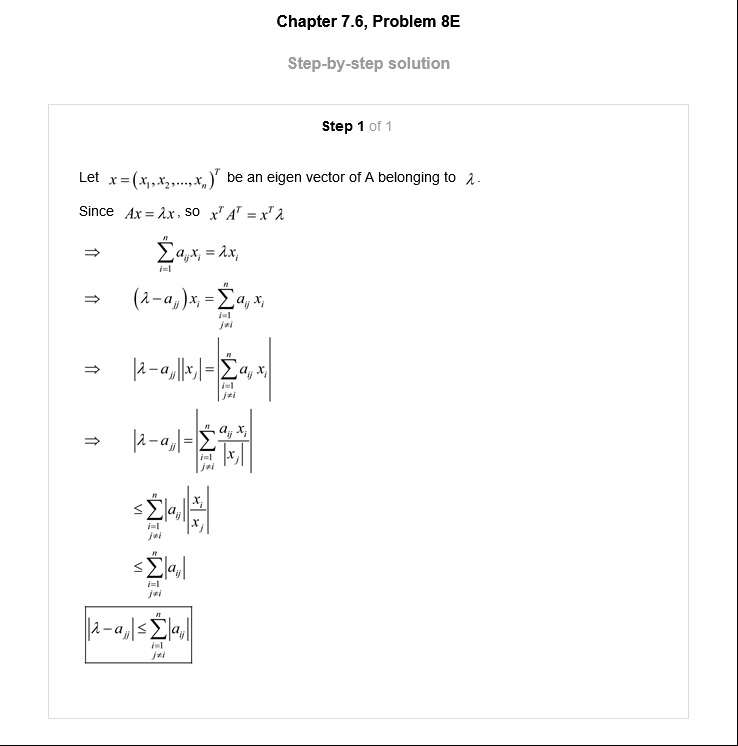 Chapter 7.6, Problem 8E
Step-by-step solution
Step 1 of 1
Let $x = (x_1, x_2, ..., x_n)^T$ be an eigen vector of A belonging to $\lambda$.
Since $Ax = \lambda x$, so $x^T A^T = x^T \lambda$
$\Rightarrow \sum_{i=1}^{n} a_{ij} x_i = \lambda x_i$
$\Rightarrow (\lambda - a_{jj}) x_i = \sum_{\substack{i=1 \\ j \neq i}}^{n} a_{ij} x_i$
$\Rightarrow |\lambda - a_{jj}| |x_j| = \left| \sum_{\substack{i=1 \\ j \neq i}}^{n} a_{ij} x_i \right|$
$\Rightarrow |\lambda - a_{jj}| = \left| \sum_{\substack{i=1 \\ j \neq i}}^{n} \frac{a_{ij} x_i}{|x_j|} \right|$
$\leq \sum_{\substack{i=1 \\ j \neq i}}^{n} |a_{ij}| \left| \frac{x_i}{x_j} \right|$
$\leq \sum_{\substack{i=1 \\ j \neq i}}^{n} |a_{ij}|$
$|\lambda - a_{jj}| \leq \sum_{\substack{i=1 \\ j \neq i}}^{n} |a_{ij}|$